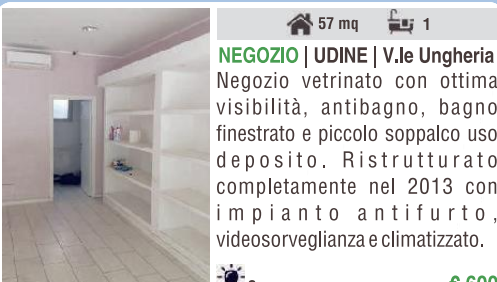 57 mq 1
NEGOZIO | UDINE | V.le Ungheria
Negozio vetrinato con ottima
visibilità, antibagno, bagno
finestrato e piccolo soppalco uso
deposito. Ristrutturato
completamente nel 2013 con
impianto antifurto,
videosorveglianza e climatizzato.